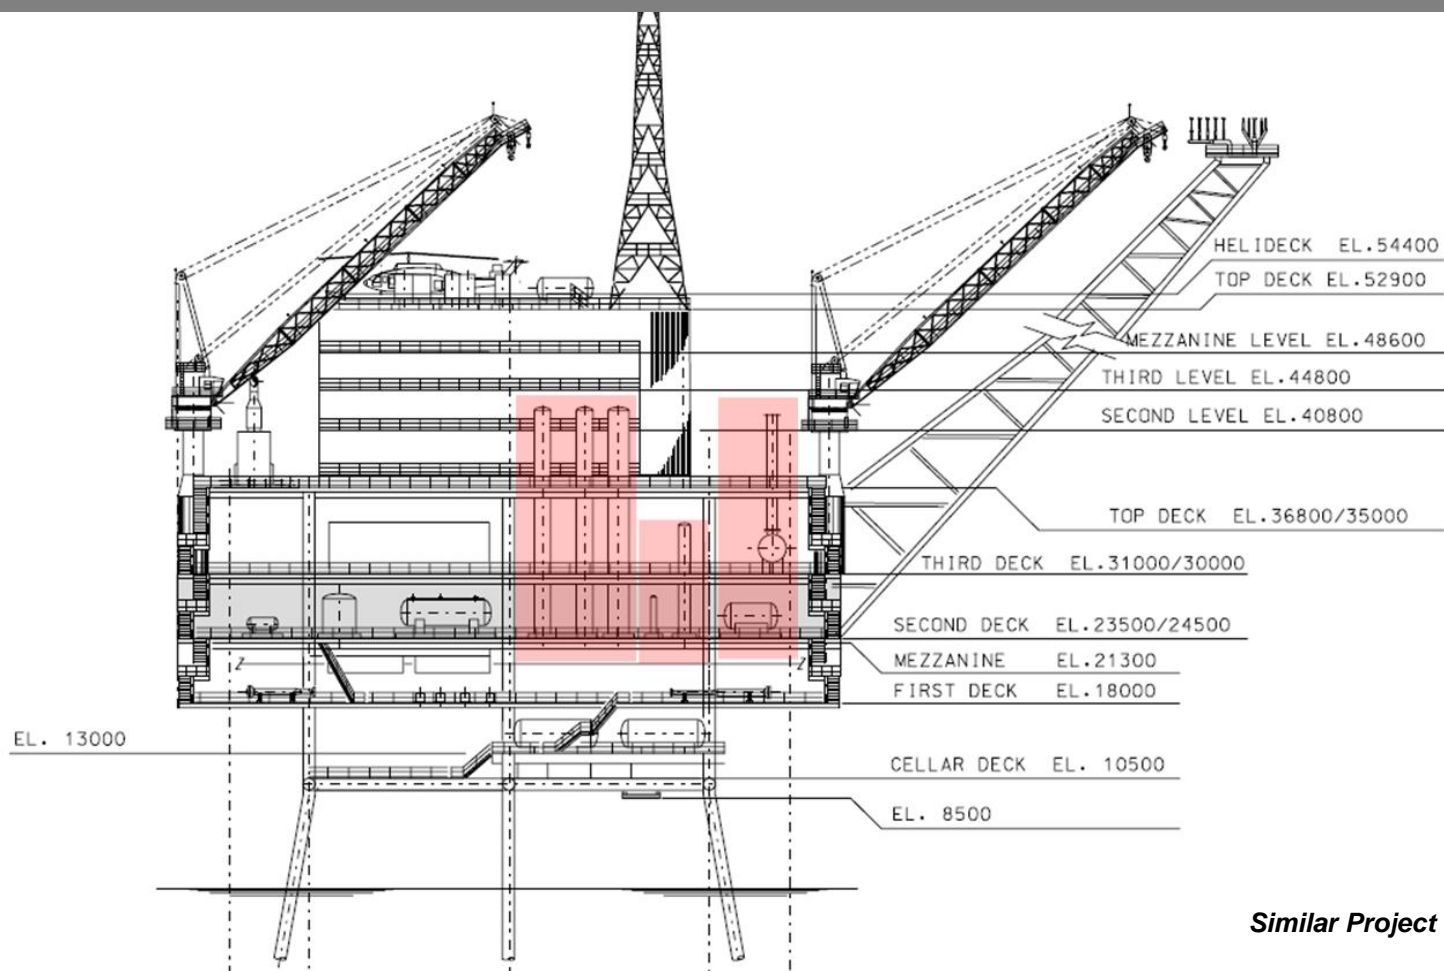 HELIDECK EL.54400
TOP DECK EL.52900
MEZZANINE LEVEL EL.48600
THIRD LEVEL EL.44800
SECOND LEVEL EL.40800
TOP DECK EL.36800/35000
THIRD DECK EL.31000/30000
SECOND DECK EL.23500/24500
MEZZANINE EL.21300
Z Z
FIRST DECK EL.18000
EL. 13000
CELLAR DECK EL. 10500
EL. 8500
Similar Project